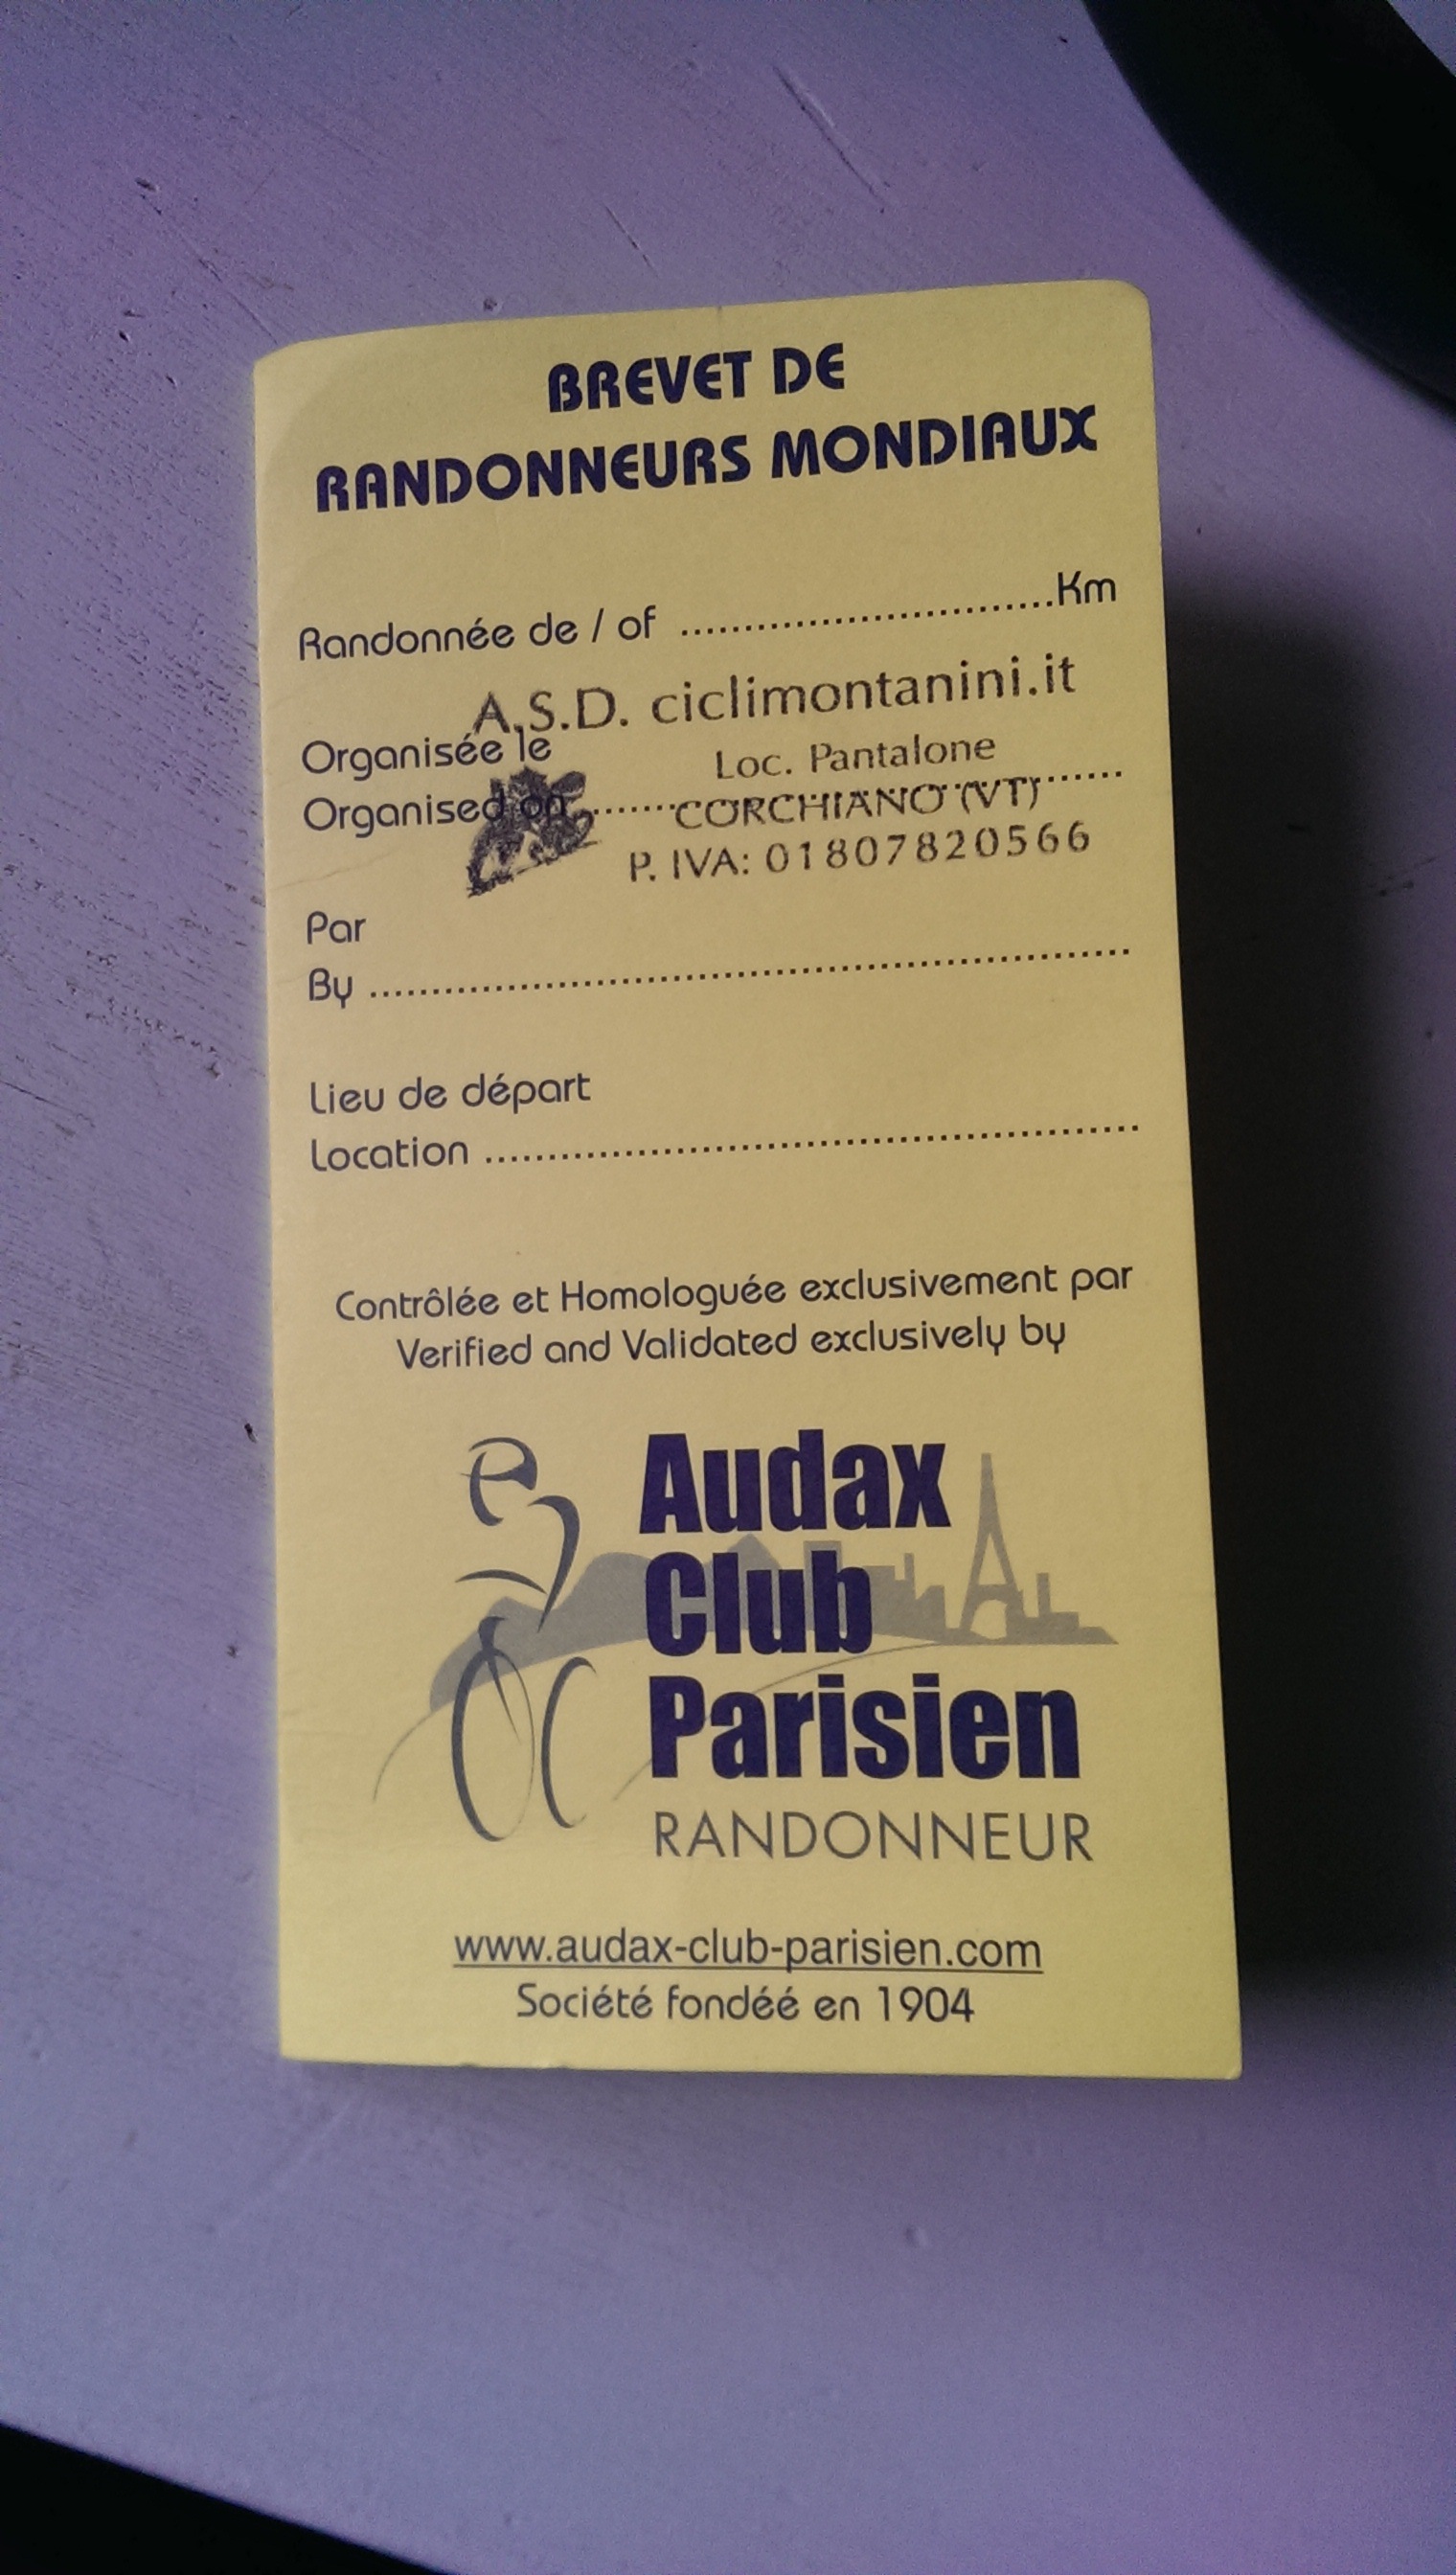 BREVET DE
RANDONNEURS MONDIAUX
Randonnée de / of ..............................Km
A.S.D. ciclimontanini.it
Organisée le
Loc. Pantalone
Organised on ............................................
CORCHIANO (VT)
P. IVA: 01807820566
Par
By ..............................................................
Lieu de départ
Location .....................................................
Contrôlée et Homologuée exclusivement par
Verified and Validated exclusively by
Audax
Club
Parisien
RANDONNEUR
www.audax-club-parisien.com
Société fondéé en 1904